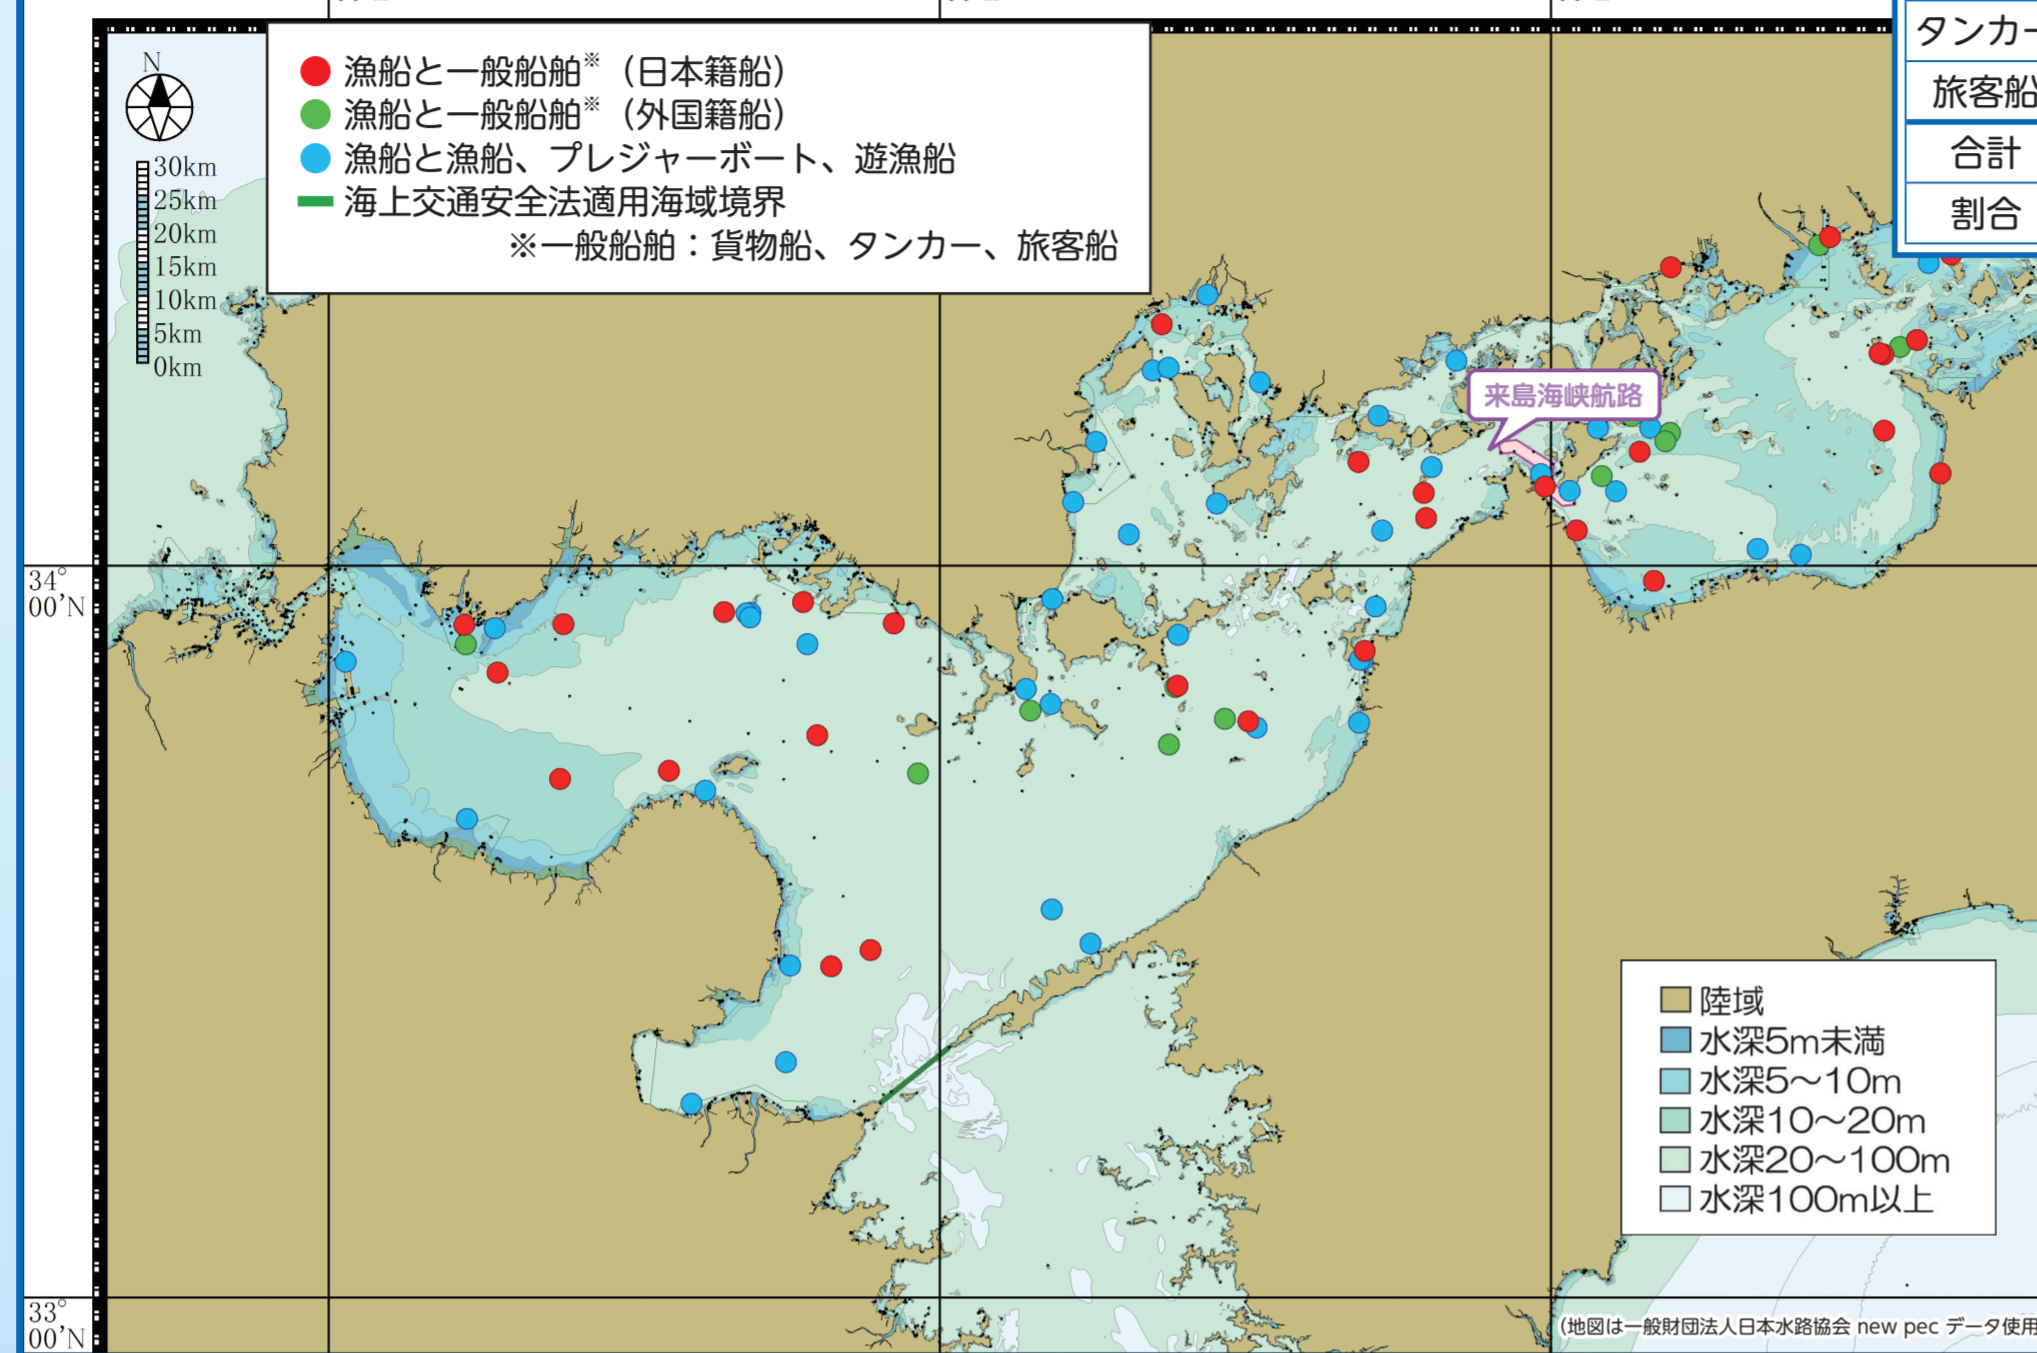 N
30km
25km
20km
15km
10km
5km
0km
漁船と一般船舶※（日本籍船）
漁船と一般船舶※（外国籍船）
漁船と漁船、プレジャーボート、遊漁船
海上交通安全法適用海域境界
※一般船舶：貨物船、タンカー、旅客船
タンカー
旅客船
合計
割合
来島海峡航路
34°
00'N
陸域
水深5m未満
水深5～10m
水深10～20m
水深20～100m
水深100m以上
33°
00'N
(地図は一般財団法人日本水路協会 new pec データ使用